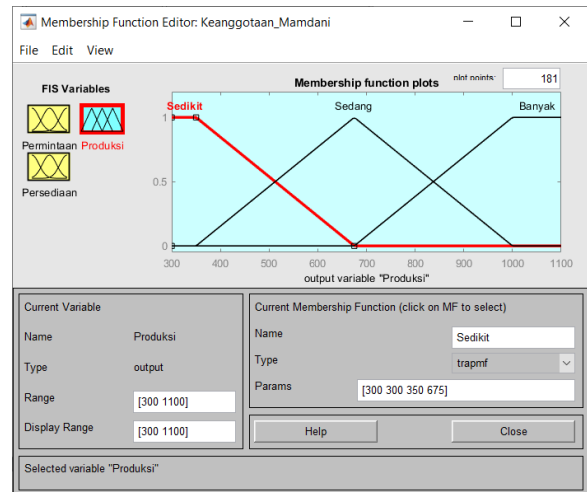 Membership Function Editor: Keanggotaan_Mamdani
File Edit View
FIS Variables
Membership function plots
plot points:
181
Permintaan
Produksi
Persediaan
Sedikit
Sedang
Banyak
1
0.5
0
300 400 500 600 700 800 900 1000 1100
output variable "Produksi"
Current Variable
Name Produksi
Type output
Range [300 1100]
Display Range [300 1100]
Current Membership Function (click on MF to select)
Name Sedikit
Type trapmf
Params [300 300 350 675]
Help Close
Selected variable "Produksi"